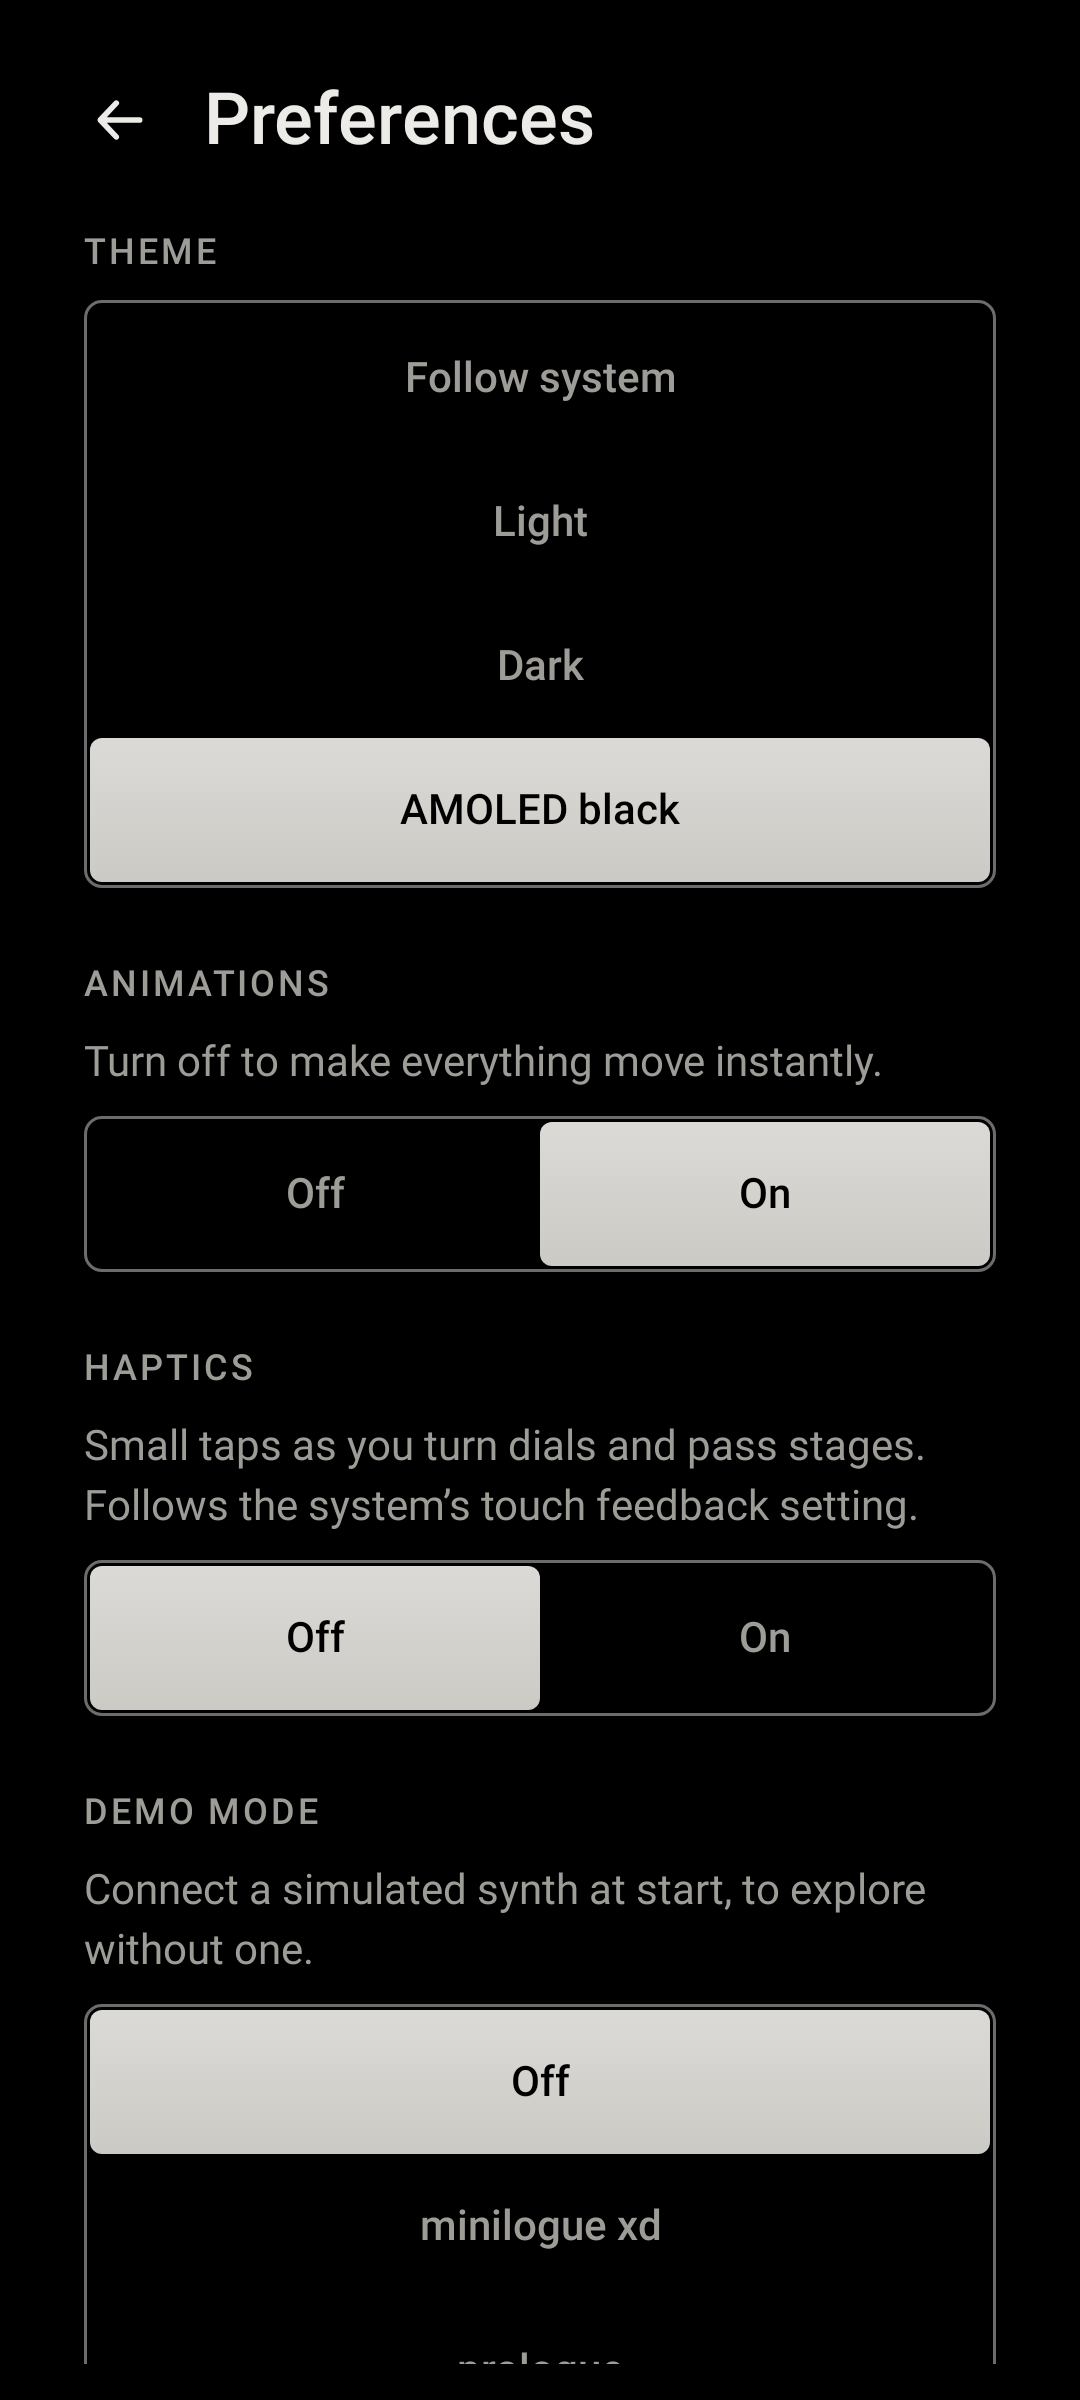 Preferences
THEME
Follow system
Light
Dark
AMOLED black
ANIMATIONS
Turn off to make everything move instantly.
Off
On
HAPTICS
Small taps as you turn dials and pass stages.
Follows the system’s touch feedback setting.
Off
On
DEMO MODE
Connect a simulated synth at start, to explore
without one.
Off
minilogue xd